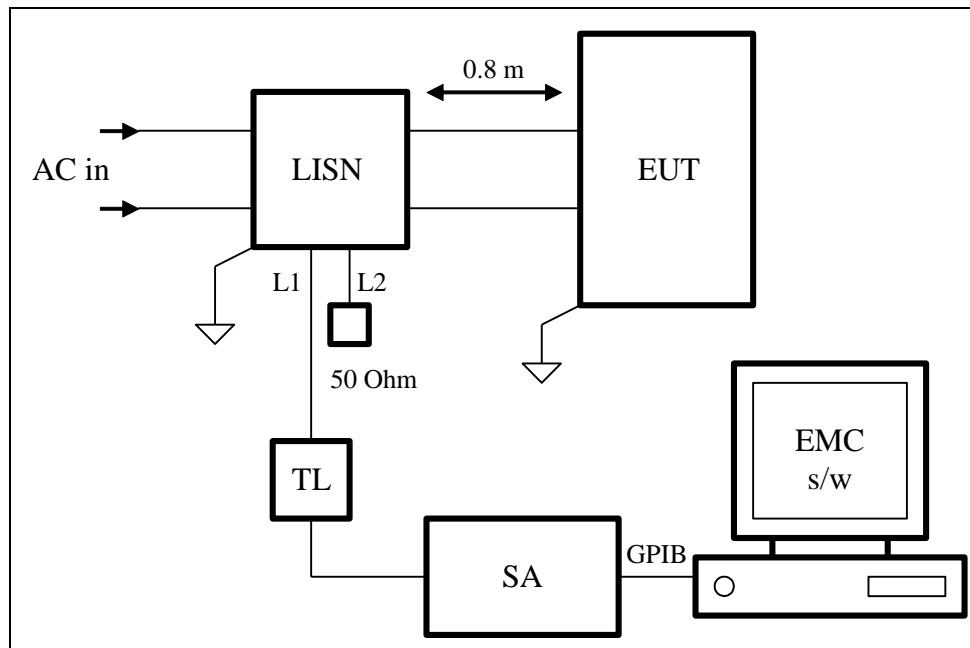 0.8 m
AC in
LISN
EUT
L1
L2
50 Ohm
TL
EMC
s/w
SA
GPIB